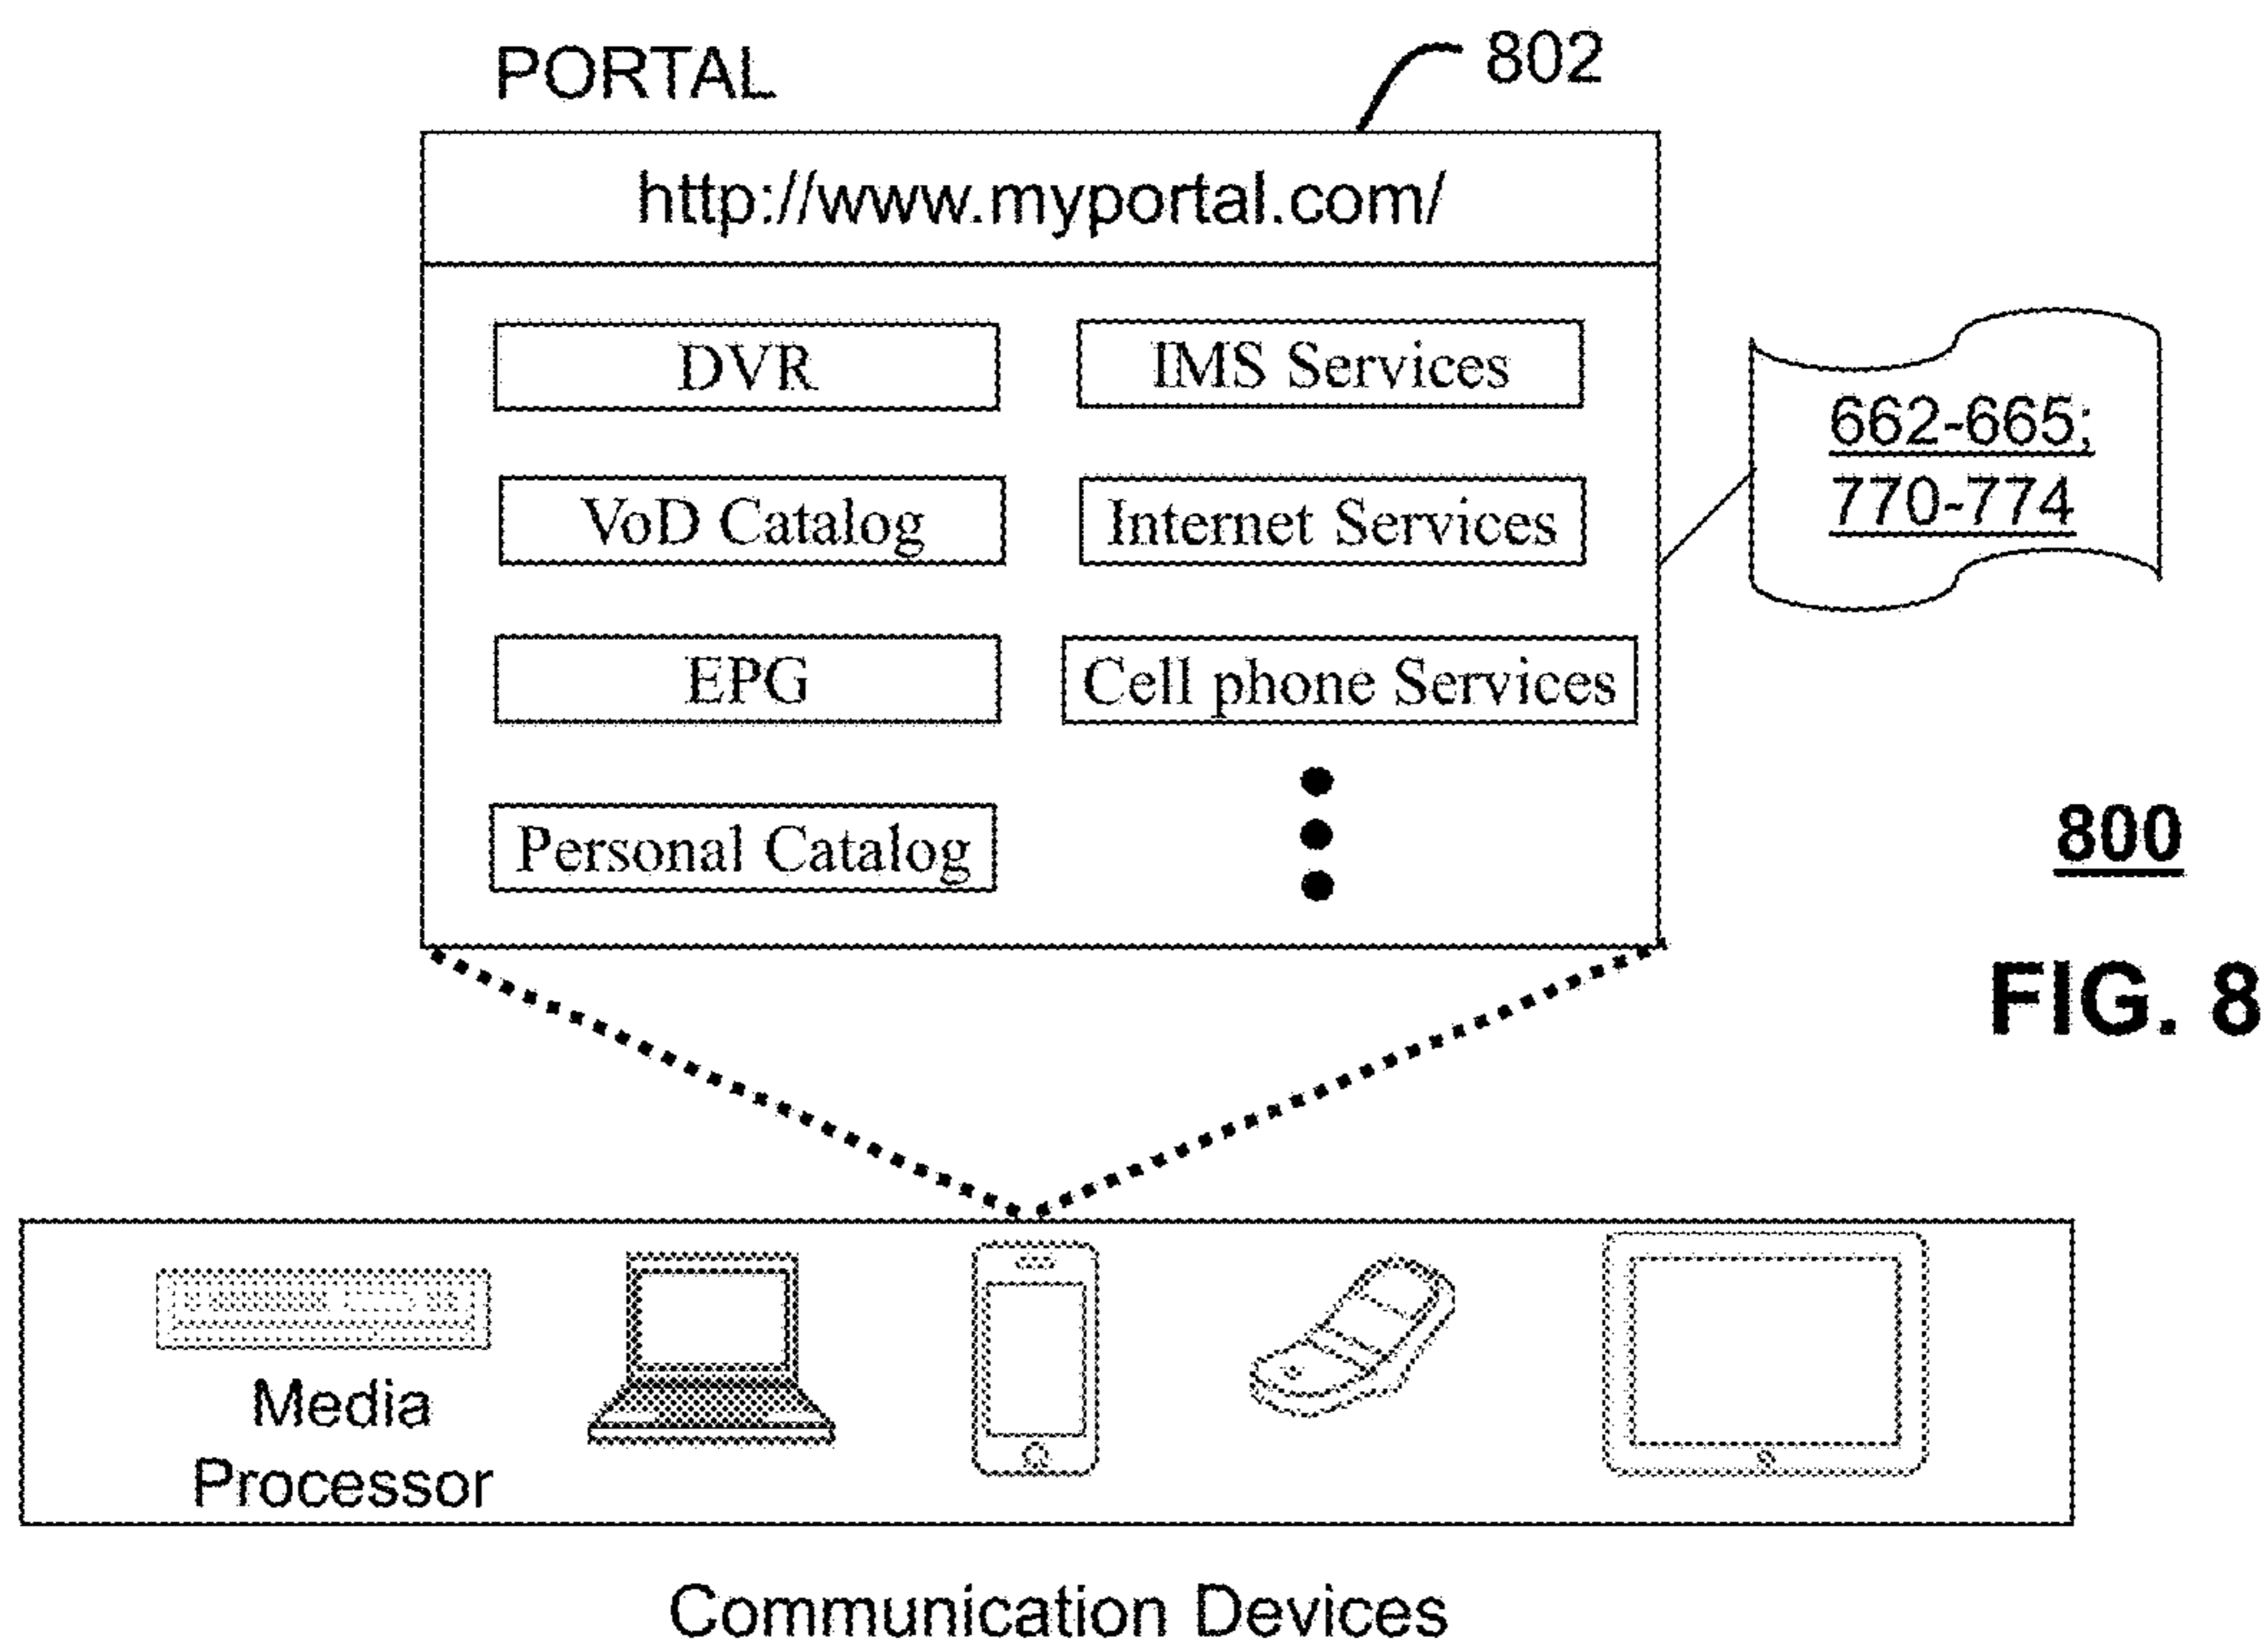 PORTAL
802
http://www.myportal.com/
DVR
IMS Services
VoD Catalog
Internet Services
EPG
Cell phone Services
Personal Catalog
662-665;
770-774
800
FIG. 8
Media
Processor
Communication Devices